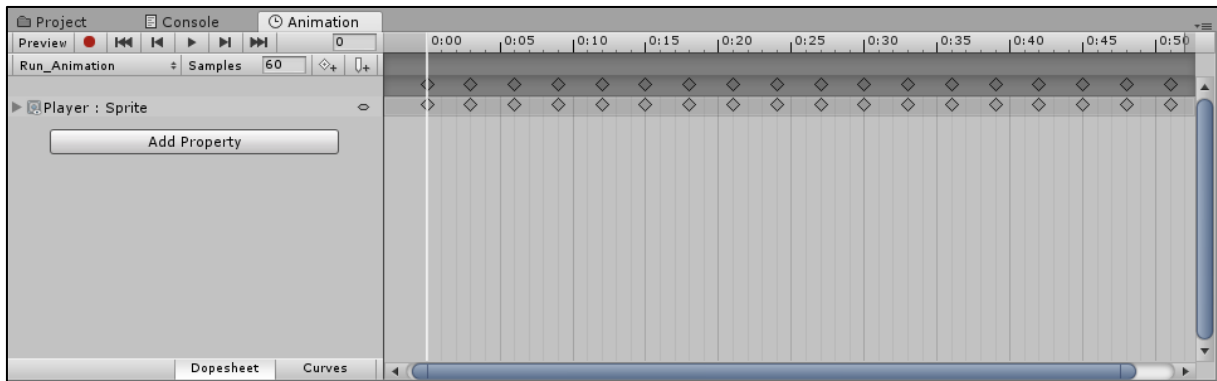 Project Console Animation
Preview 0 0:00 0:05 0:10 0:15 0:20 0:25 0:30 0:35 0:40 0:45 0:50
Run_Animation Samples 60
Player : Sprite
Add Property
Dopesheet Curves